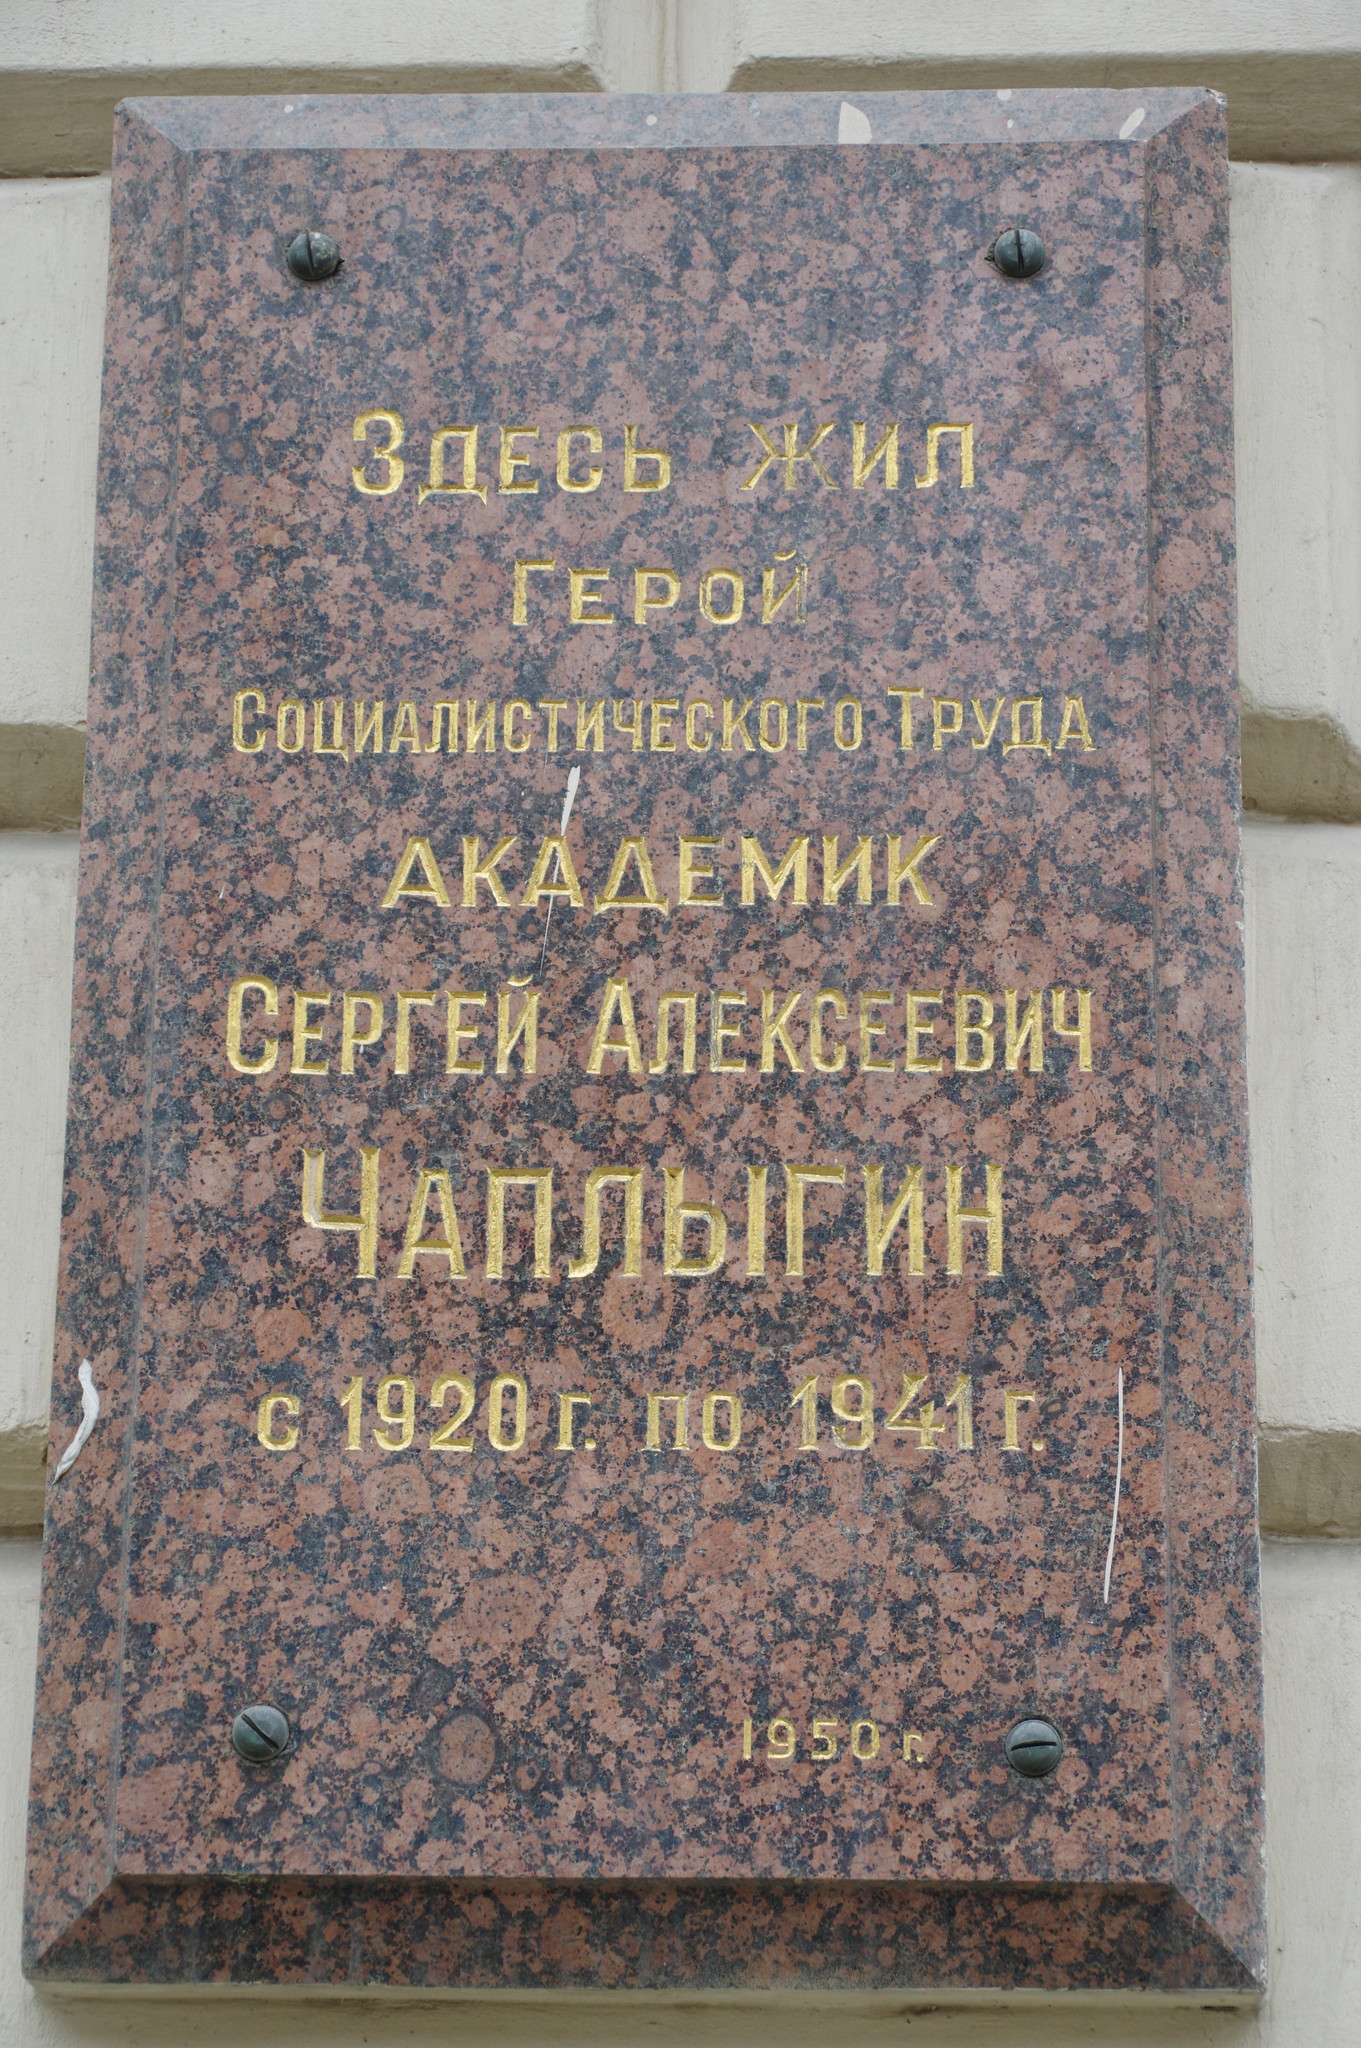 Здесь жил
Герой
Социалистического Труда
академик
Сергей Алексеевич
Чаплыгин
с 1920 г. по 1941 г.
1950 г.